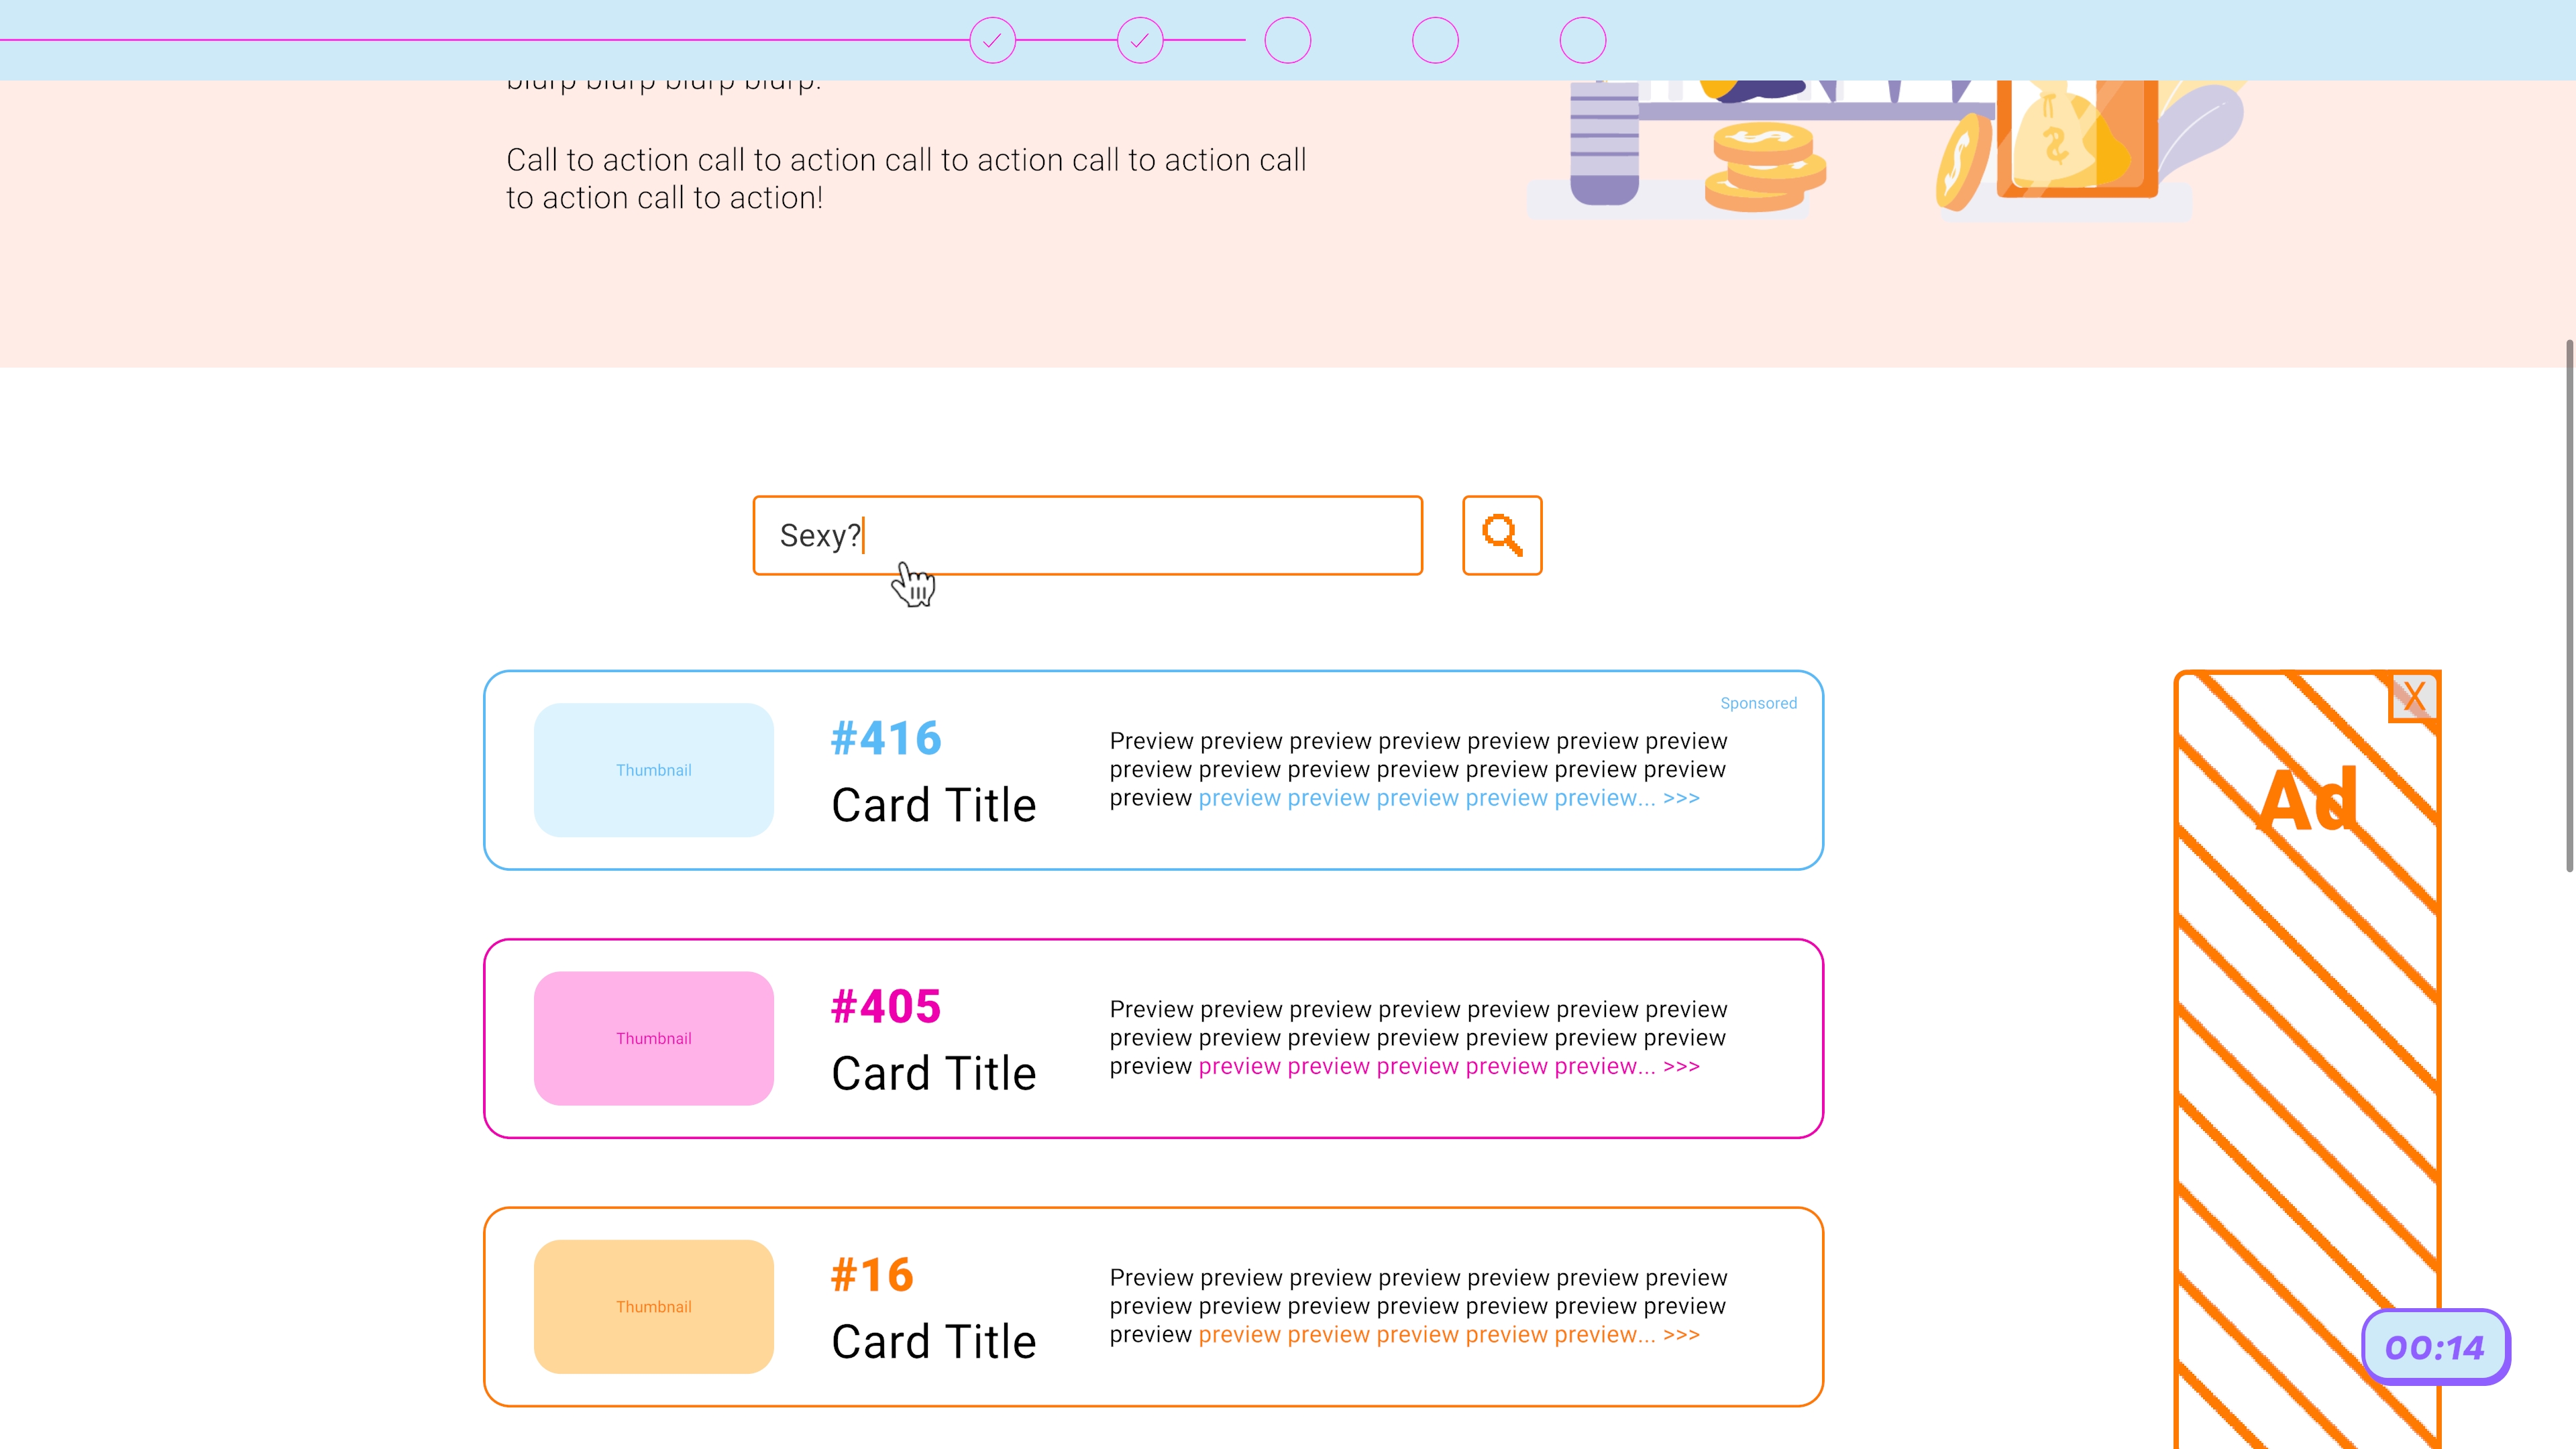 blurp blurp blurp blurp.
Call to action call to action call to action call to action call
to action call to action!
$
$
$
Sexy?
Sponsored
Thumbnail
#416
Card Title
Preview preview preview preview preview preview preview
preview preview preview preview preview preview preview
preview preview preview preview preview preview... >>>
X
Ad
Thumbnail
#405
Card Title
Preview preview preview preview preview preview preview
preview preview preview preview preview preview preview
preview preview preview preview preview preview... >>>
Thumbnail
#16
Card Title
Preview preview preview preview preview preview preview
preview preview preview preview preview preview preview
preview preview preview preview preview preview... >>>
00:14